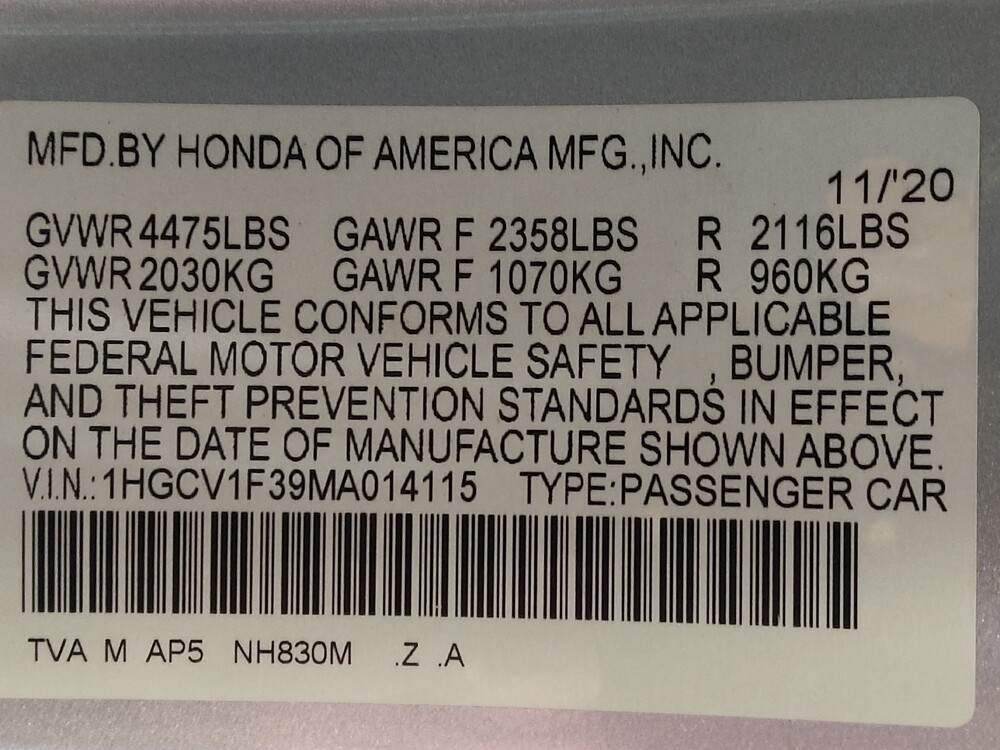 MFD.BY HONDA OF AMERICA MFG.,INC.
11/'20
GVWR 4475LBS GAWR F 2358LBS R 2116LBS
GVWR 2030KG GAWR F 1070KG R 960KG
THIS VEHICLE CONFORMS TO ALL APPLICABLE
FEDERAL MOTOR VEHICLE SAFETY , BUMPER,
AND THEFT PREVENTION STANDARDS IN EFFECT
ON THE DATE OF MANUFACTURE SHOWN ABOVE.
V.I.N.:1HGCV1F39MA014115 TYPE:PASSENGER CAR
TVA M AP5 NH830M .Z .A